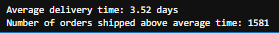 Average delivery time: 3.52 days
Number of orders shipped above average time: 1581